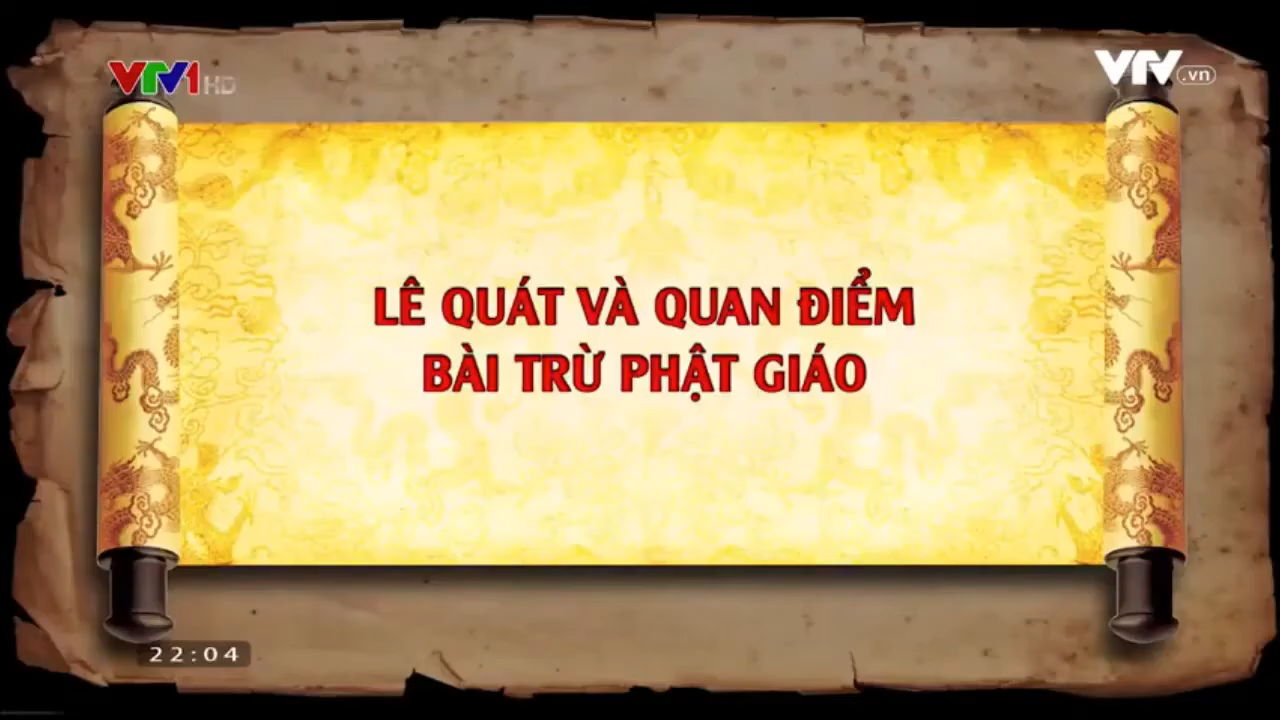 VTV1 HD
VTV.vn
LÊ QUÁT VÀ QUAN ĐIỂM
BÀI TRỪ PHẬT GIÁO
22:04